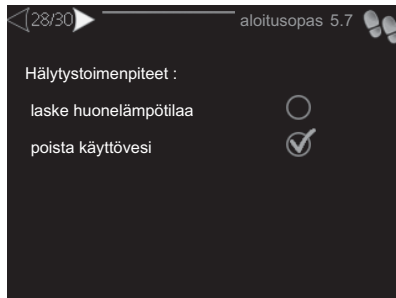 28/30 aloitusopas 5.7
Hälytystoimenpiteet :
laske huonelämpötilaa
poista käyttövesi